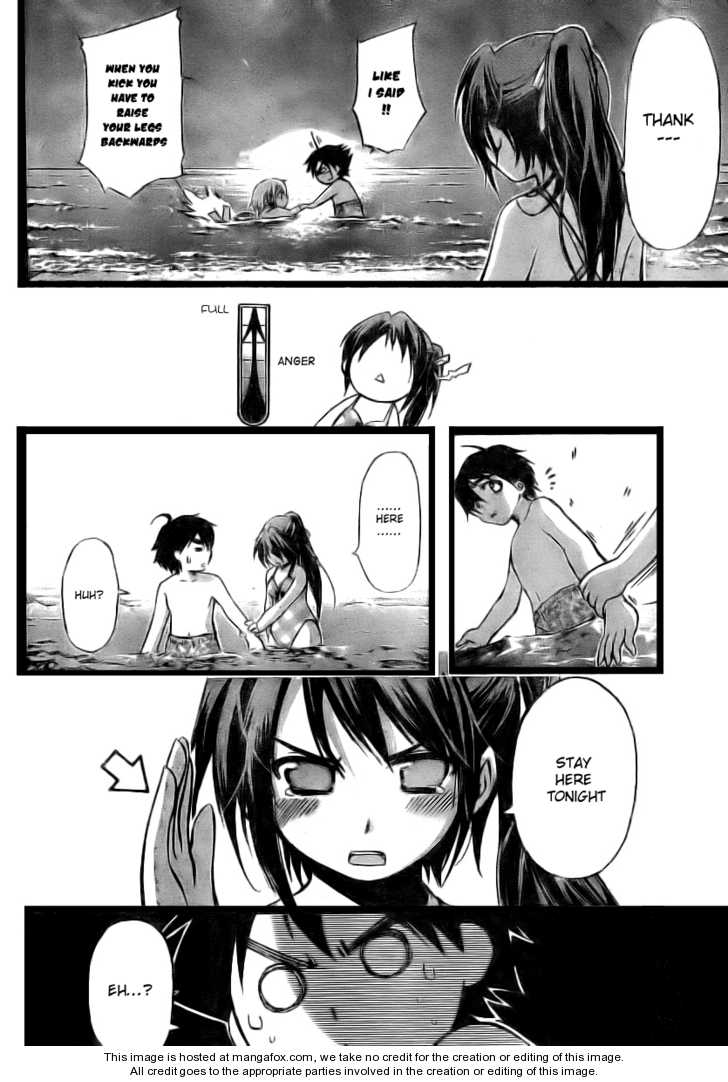 THANK
---
LIKE
I SAID
!!
WHEN YOU
KICK YOU
HAVE TO
RAISE
YOUR LEGS
BACKWARDS
FULL
ANGER
......
HERE
......
HUH?
STAY
HERE
TONIGHT
EH...?
This image is hosted at mangafox.com, we take no credit for the creation or editing of this image.
All credit goes to the appropriate parties involved in the creation or editing of this image.